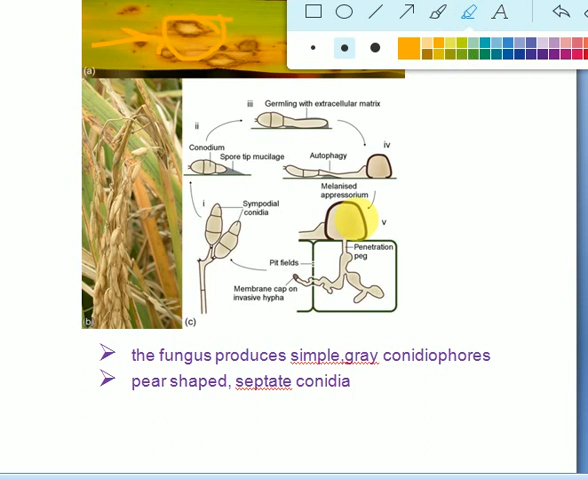 A
(a)
iii Germling with extracellular matrix
ii
iv
Conodium
Spore tip mucilage
Autophagy
Melanised
appressorium
i
Sympodial
conidia
v
Penetration
peg
Pit fields
Membrane cap on
invasive hypha
b)
(c)
the fungus produces simple,gray conidiophores
pear shaped, septate conidia